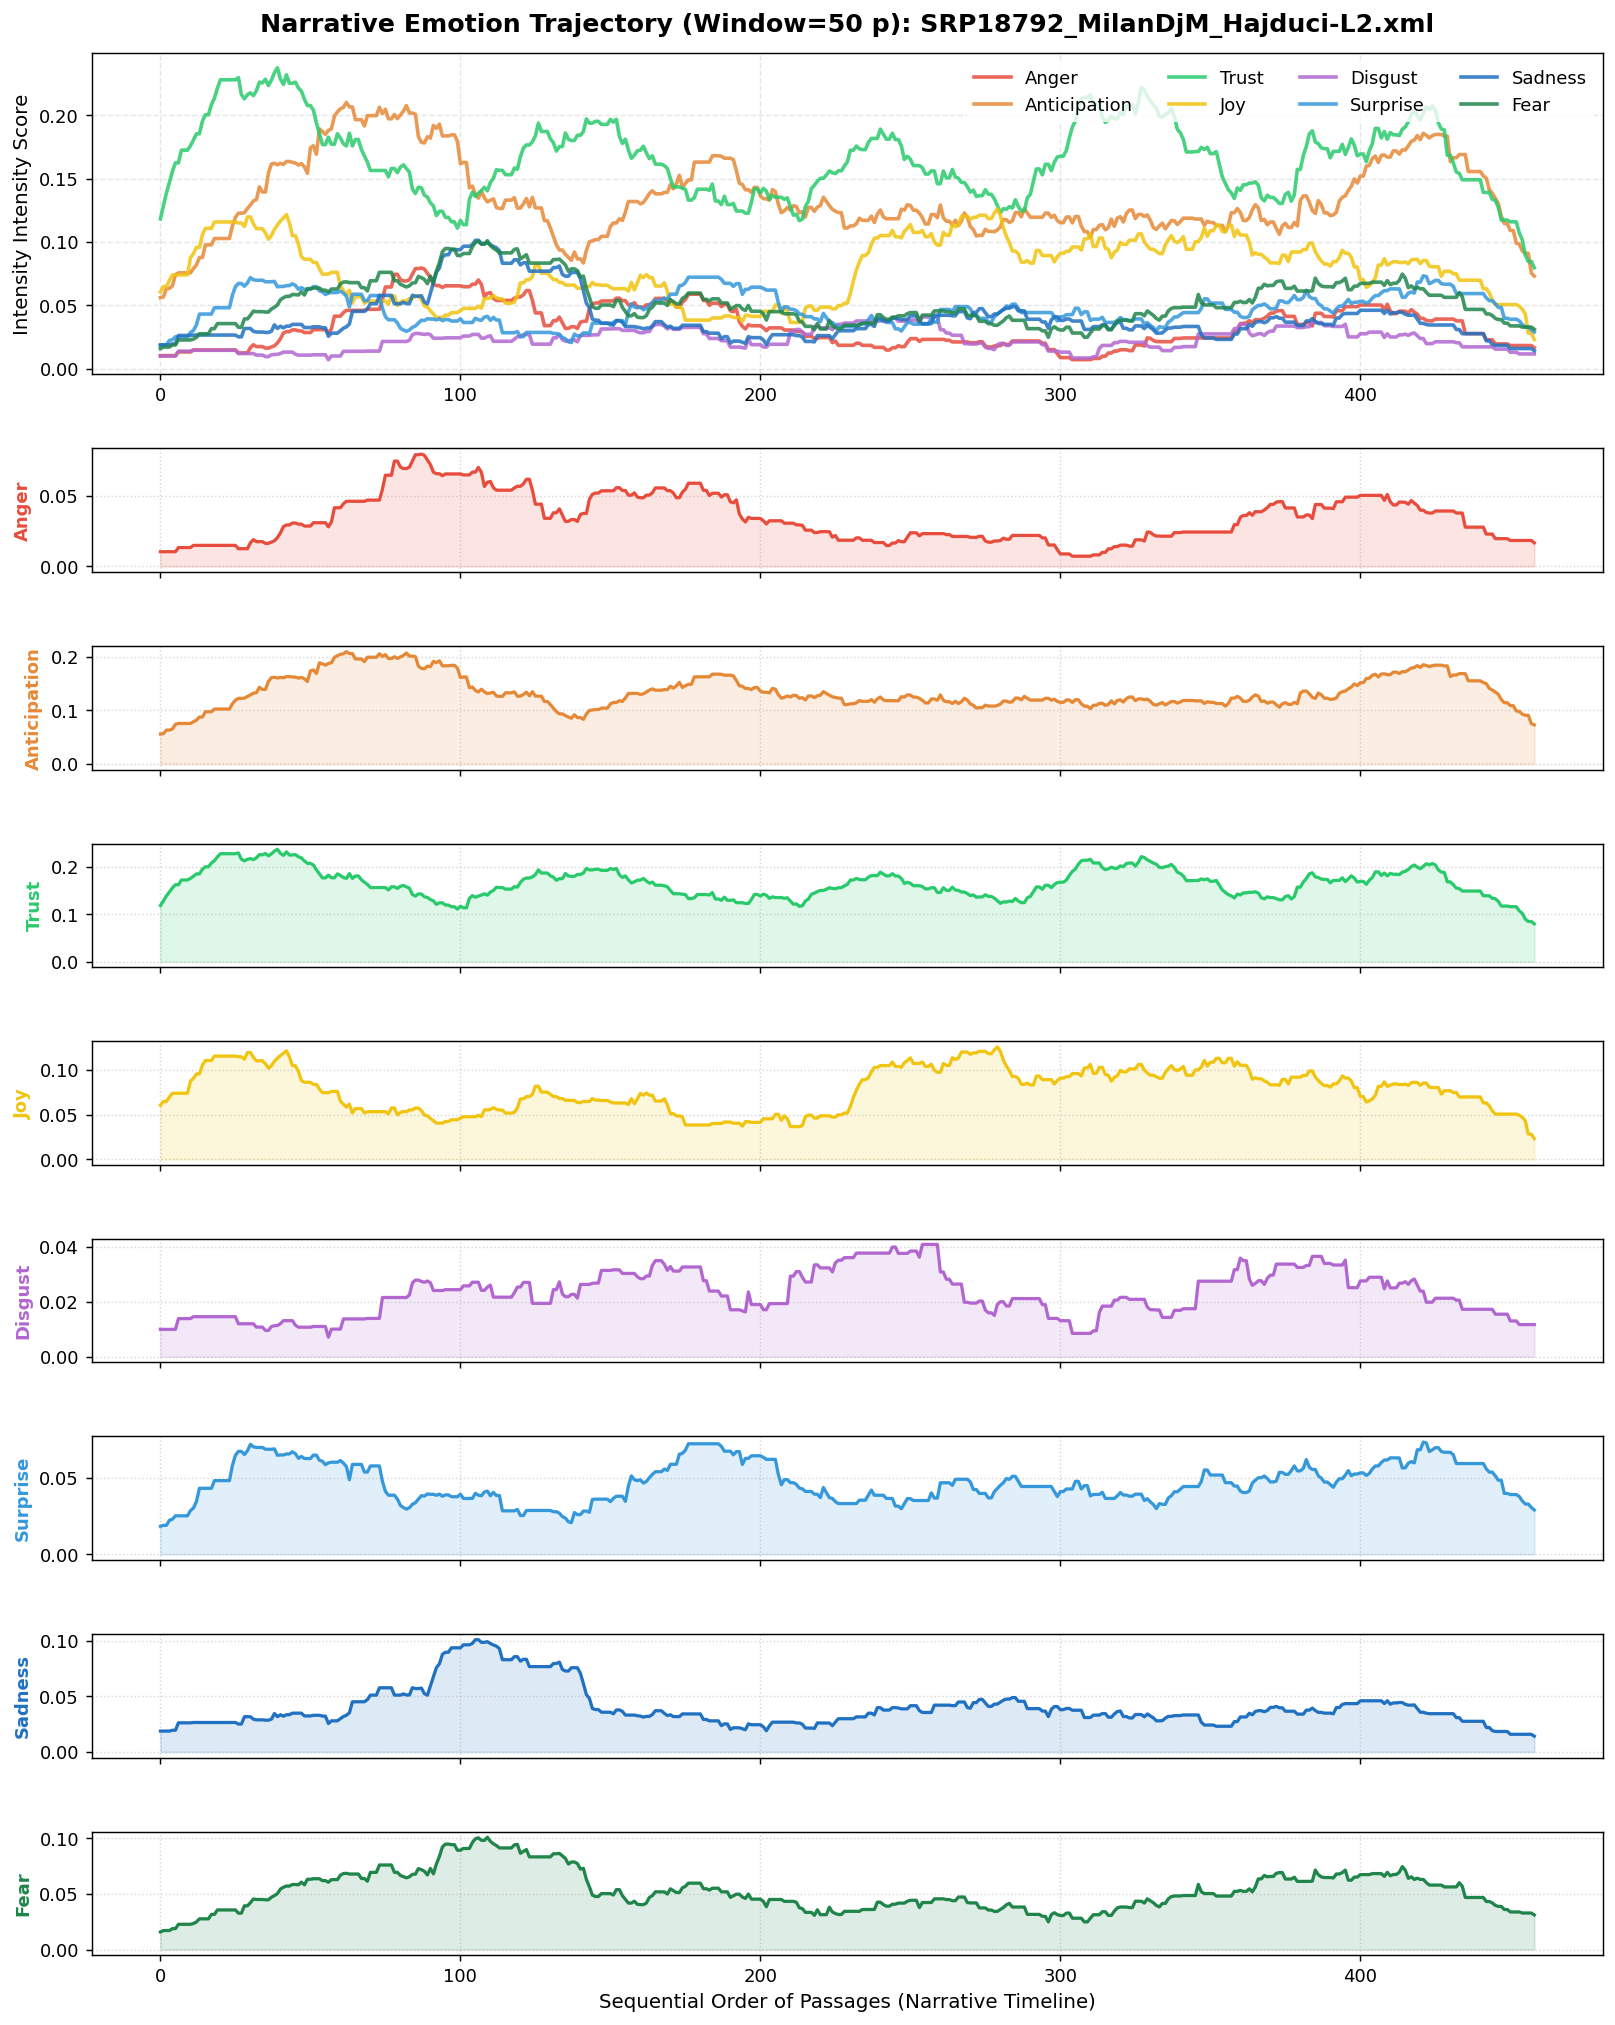 Narrative Emotion Trajectory (Window=50 p): SRP18792_MilanDjM_Hajduci-L2.xml
Intensity Intensity Score
0.20
0.15
0.10
0.05
0.00
Anger
Anticipation
Trust
Joy
Disgust
Surprise
Sadness
Fear
0 100 200 300 400
Anger
0.05
0.00
Anticipation
0.2
0.1
0.0
Trust
0.2
0.1
0.0
Joy
0.10
0.05
0.00
Disgust
0.04
0.02
0.00
Surprise
0.05
0.00
Sadness
0.10
0.05
0.00
Fear
0.10
0.05
0.00
0 100 200 300 400
Sequential Order of Passages (Narrative Timeline)